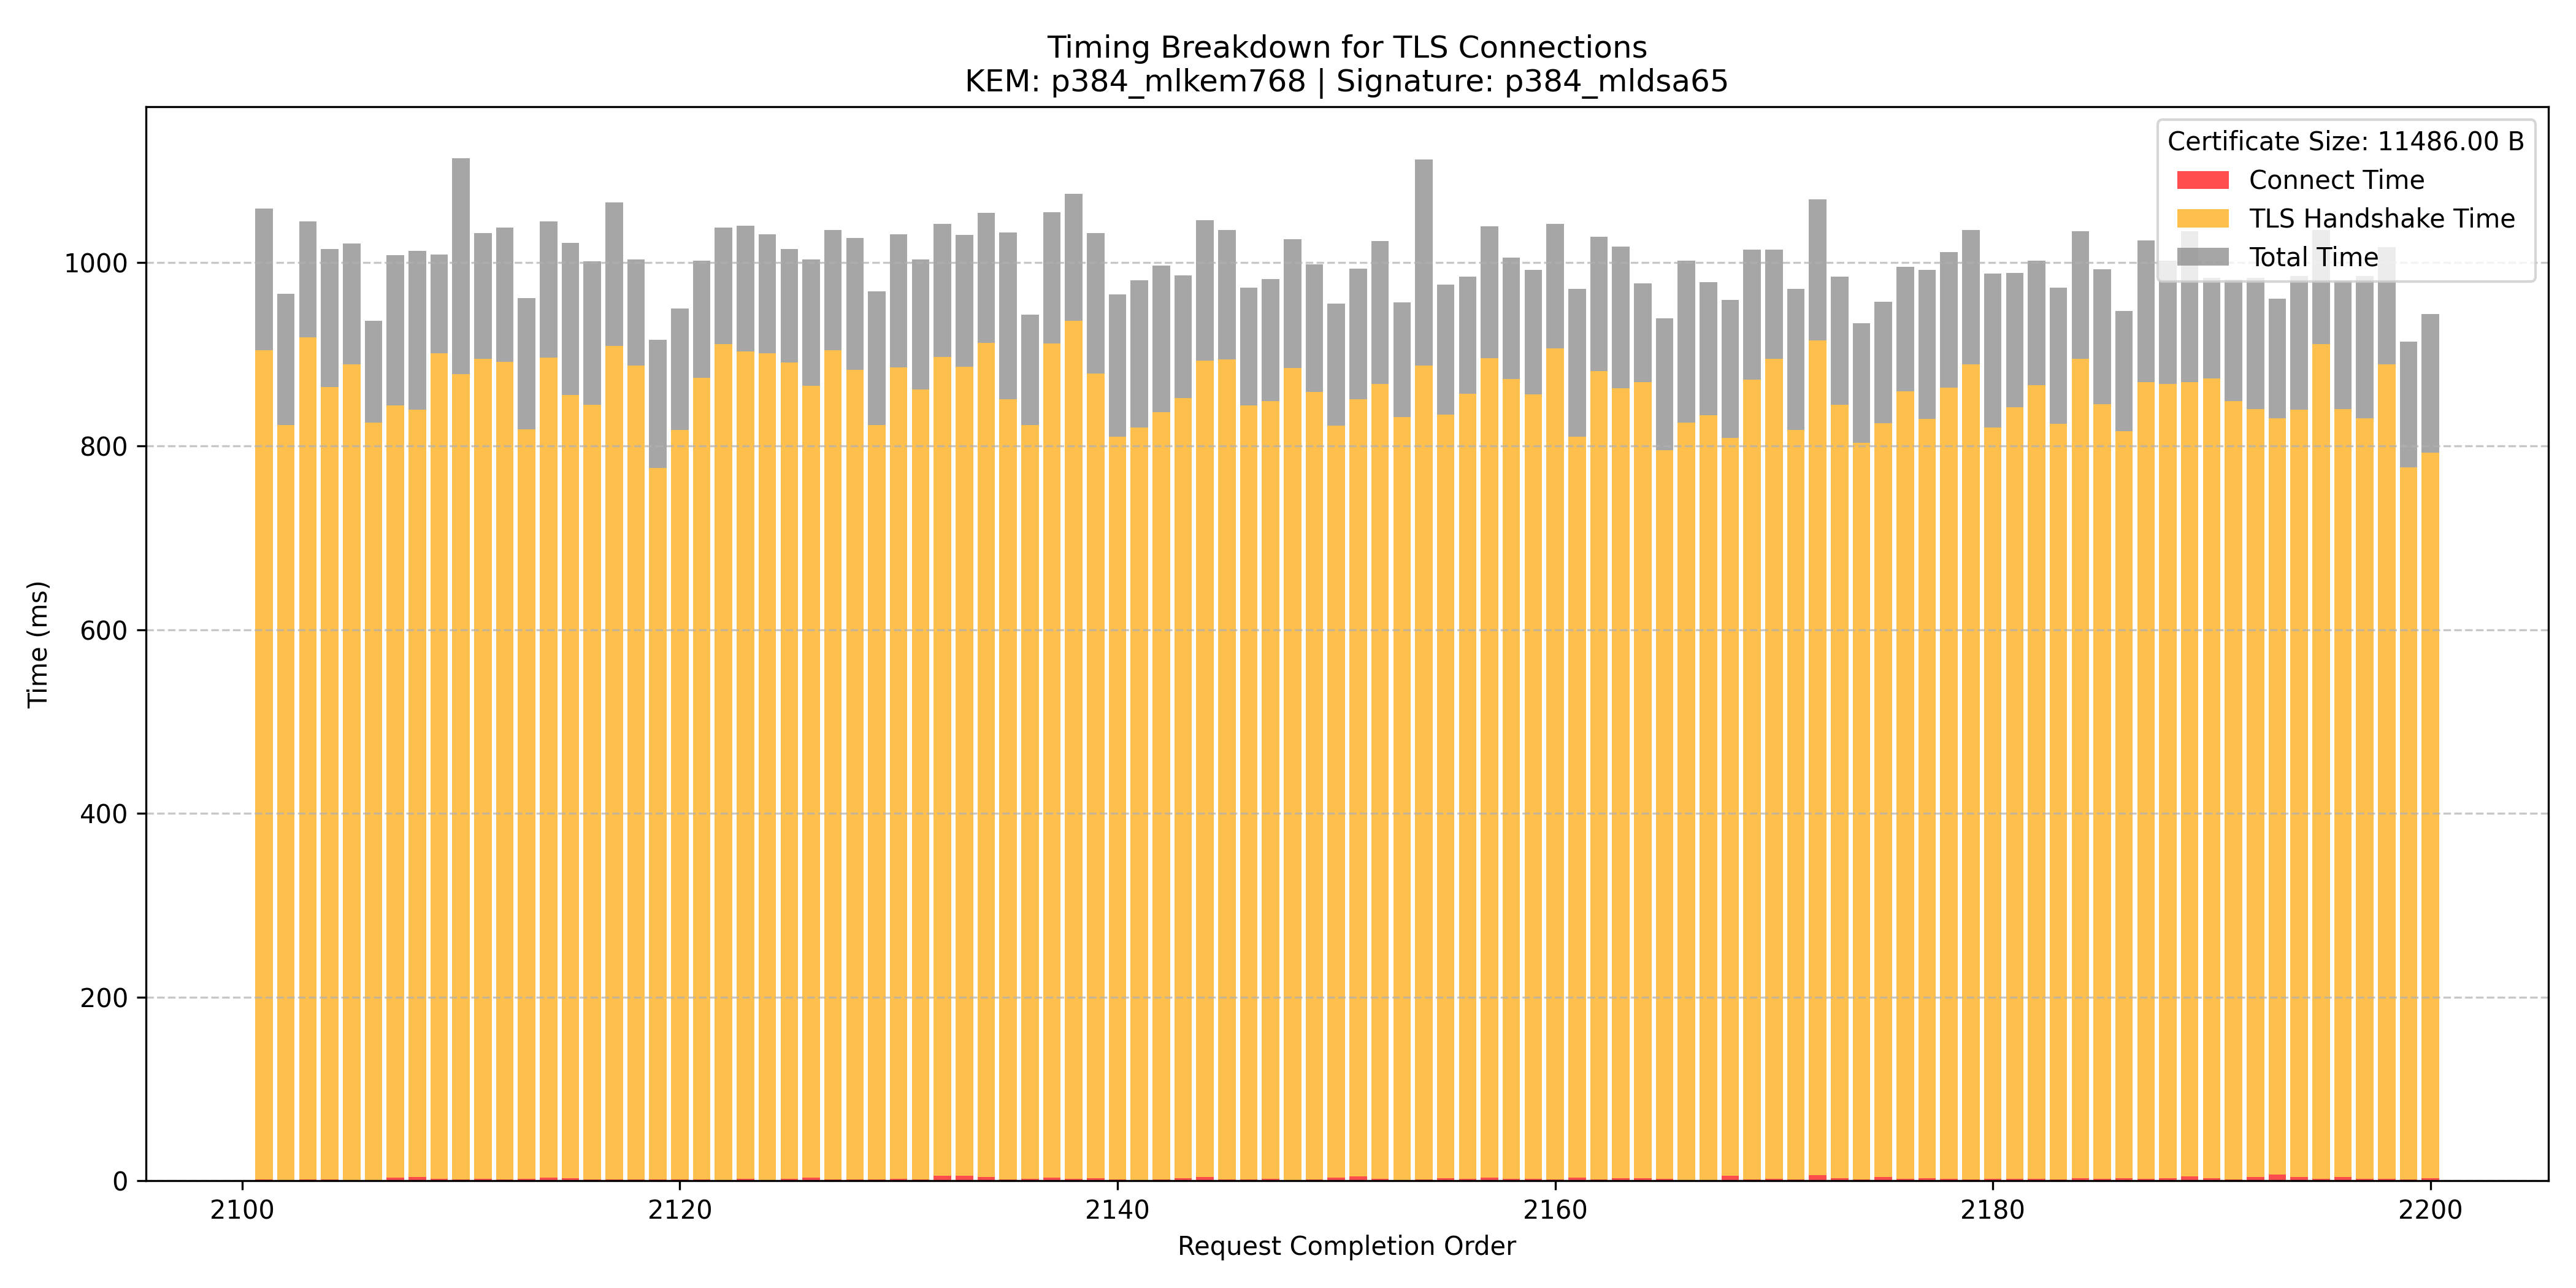 Timing Breakdown for TLS Connections
KEM: p384_mlkem768 | Signature: p384_mldsa65
Certificate Size: 11486.00 B
Connect Time
TLS Handshake Time
Total Time
Time (ms)
1000
800
600
400
200
0
2100 2120 2140 2160 2180 2200
Request Completion Order